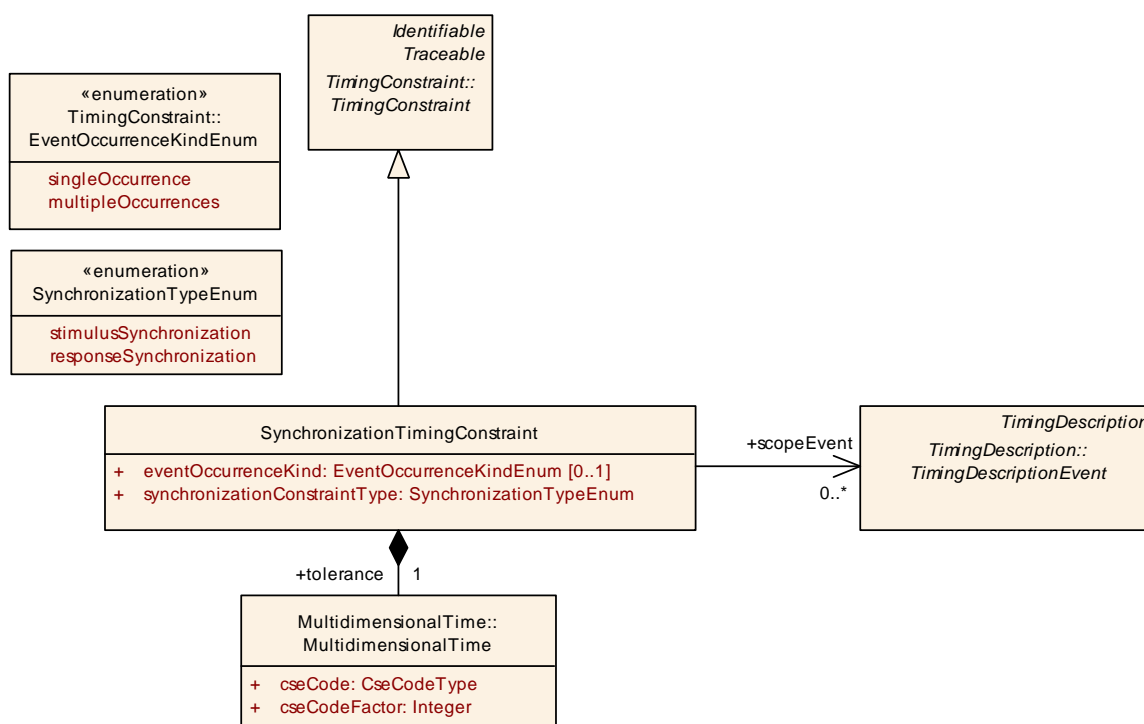 Identifiable
Traceable
TimingConstraint::
TimingConstraint
«enumeration»
TimingConstraint::
EventOccurrenceKindEnum
singleOccurrence
multipleOccurrences
«enumeration»
SynchronizationTypeEnum
stimulusSynchronization
responseSynchronization
SynchronizationTimingConstraint
+ eventOccurrenceKind: EventOccurrenceKindEnum [0..1]
+ synchronizationConstraintType: SynchronizationTypeEnum
+scopeEvent
0..*
TimingDescription
TimingDescription::
TimingDescriptionEvent
+tolerance 1
MultidimensionalTime::
MultidimensionalTime
+ cseCode: CseCodeType
+ cseCodeFactor: Integer